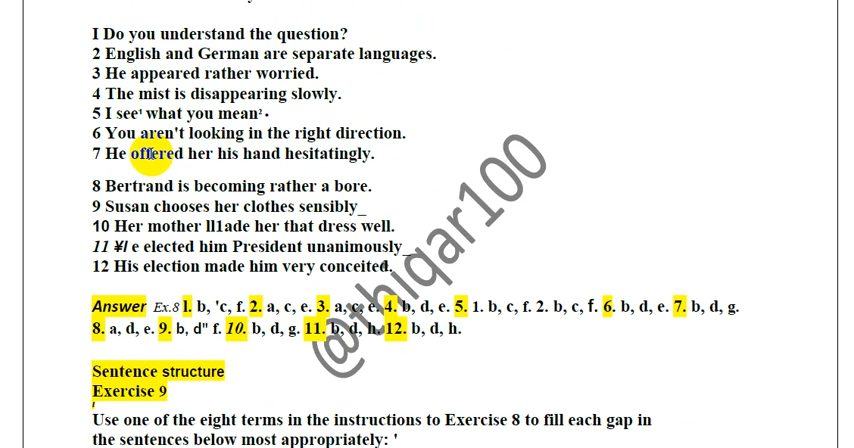 I Do you understand the question?
2 English and German are separate languages.
3 He appeared rather worried.
4 The mist is disappearing slowly.
5 I see¹ what you mean² •
6 You aren't looking in the right direction.
7 He offered her his hand hesitatingly.
8 Bertrand is becoming rather a bore.
9 Susan chooses her clothes sensibly_
10 Her mother ll1ade her that dress well.
11 ¥l e elected him President unanimously_
12 His election made him very conceited.
@thiqar100
Answer Ex.8 l. b, 'c, f. 2. a, c, e. 3. a, c, e. 4. b, d, e. 5. 1. b, c, f. 2. b, c, f. 6. b, d, e. 7. b, d, g.
8. a, d, e. 9. b, d" f. 10. b, d, g. 11. b, d, h. 12. b, d, h.
Sentence structure
Exercise 9
Use one of the eight terms in the instructions to Exercise 8 to fill each gap in
the sentences below most appropriately: '